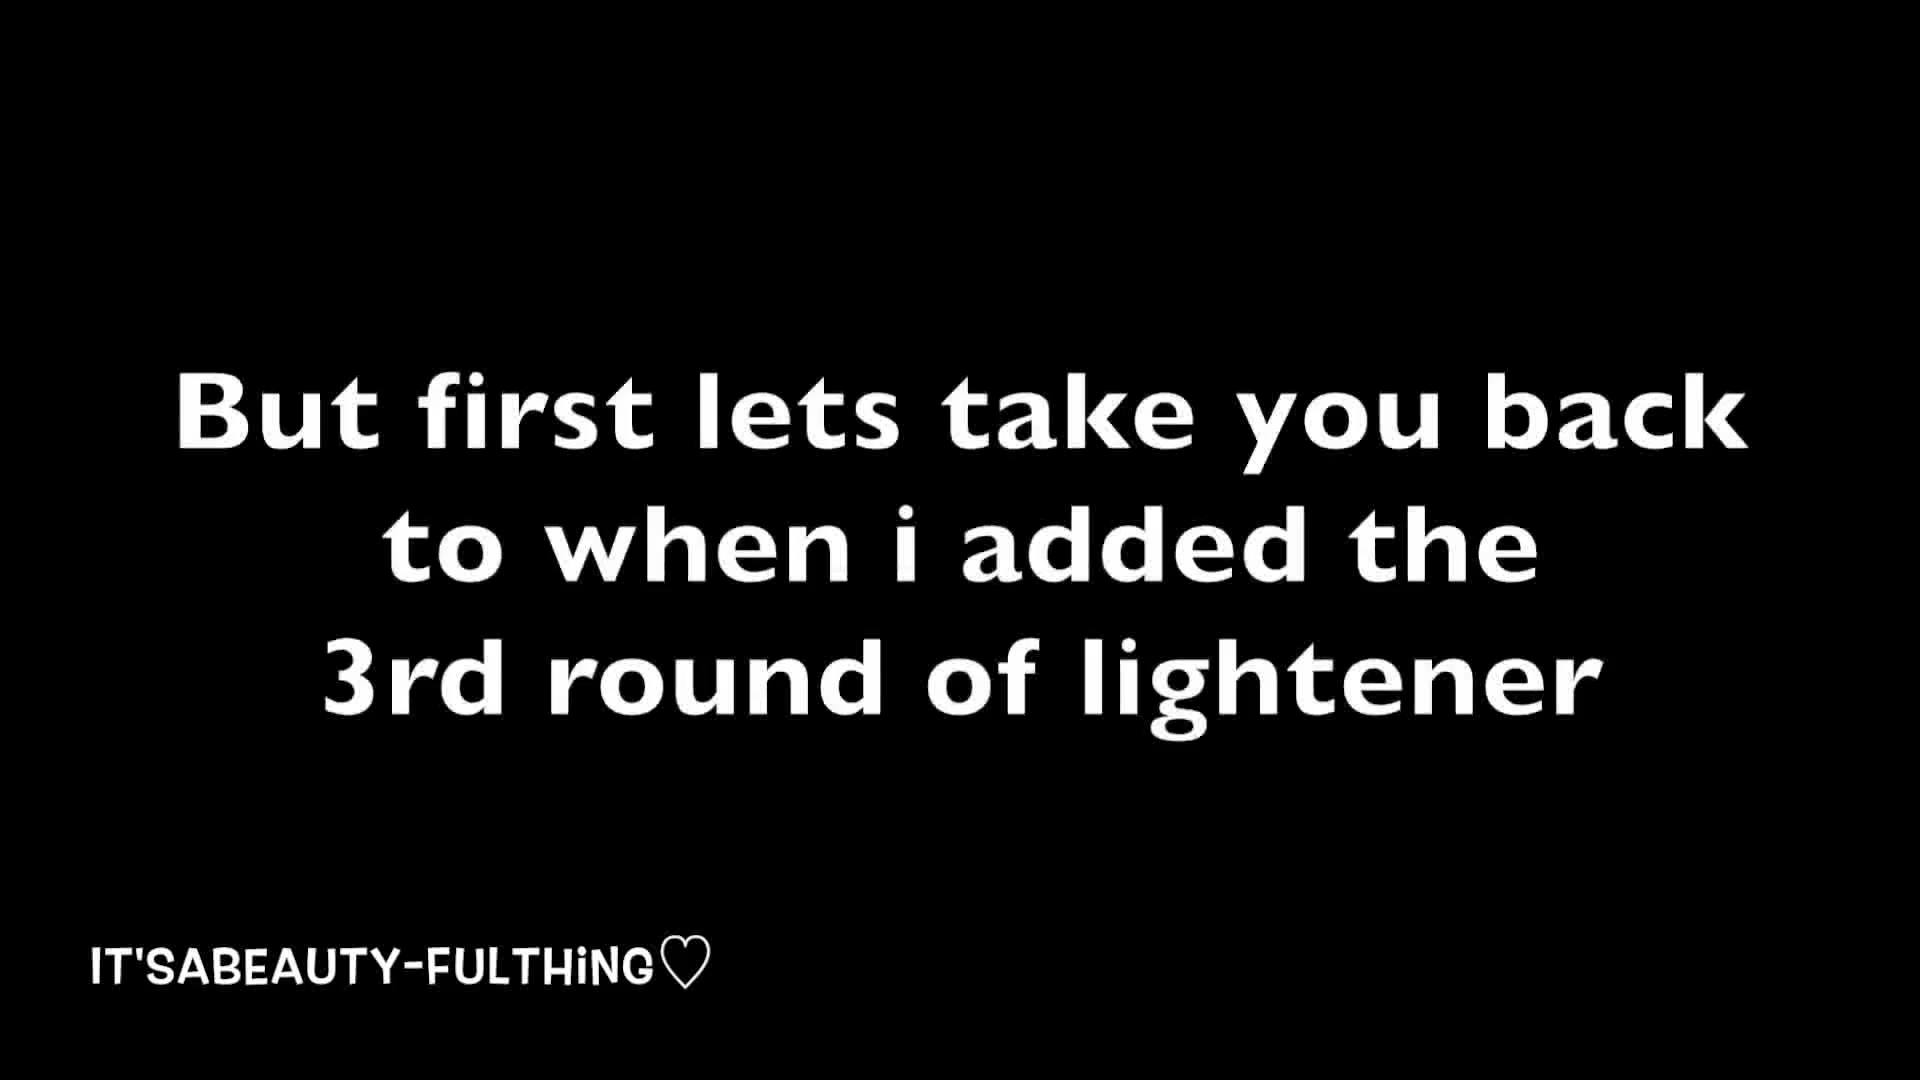 But first lets take you back
to when i added the
3rd round of lightener
IT'SABEAUTY-FULTHiNG♡